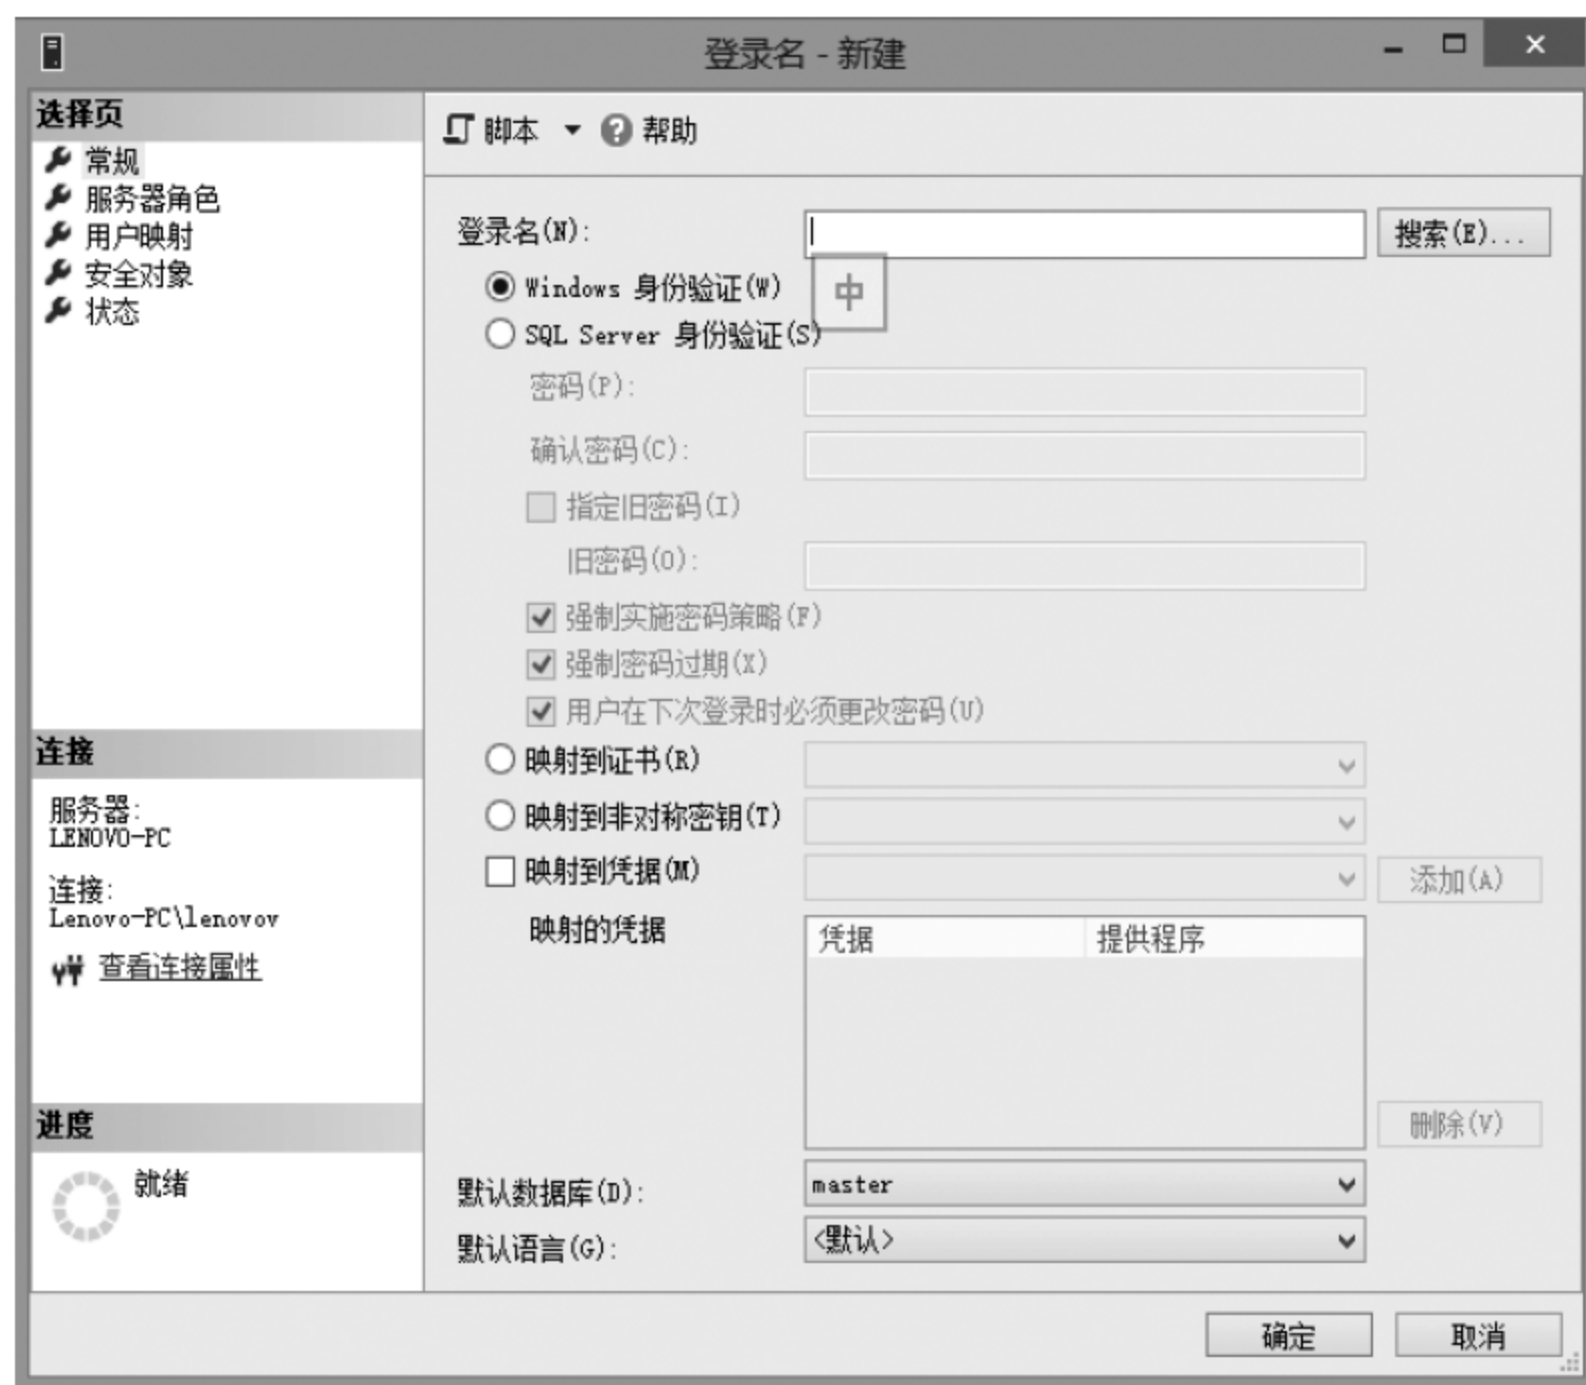 登录名 - 新建
选择页
常规
服务器角色
用户映射
安全对象
状态
连接
服务器:
LENOVO-PC
连接:
Lenovo-PC\lenovov
查看连接属性
进度
就绪
脚本
帮助
登录名(N):
搜索(E)...
Windows 身份验证(W)
中
SQL Server 身份验证(S)
密码(P):
确认密码(C):
指定旧密码(I)
旧密码(O):
强制实施密码策略(F)
强制密码过期(X)
用户在下次登录时必须更改密码(U)
映射到证书(R)
映射到非对称密钥(T)
映射到凭据(M)
添加(A)
映射的凭据
凭据 提供程序
删除(V)
默认数据库(D): master
默认语言(G): <默认>
确定 取消